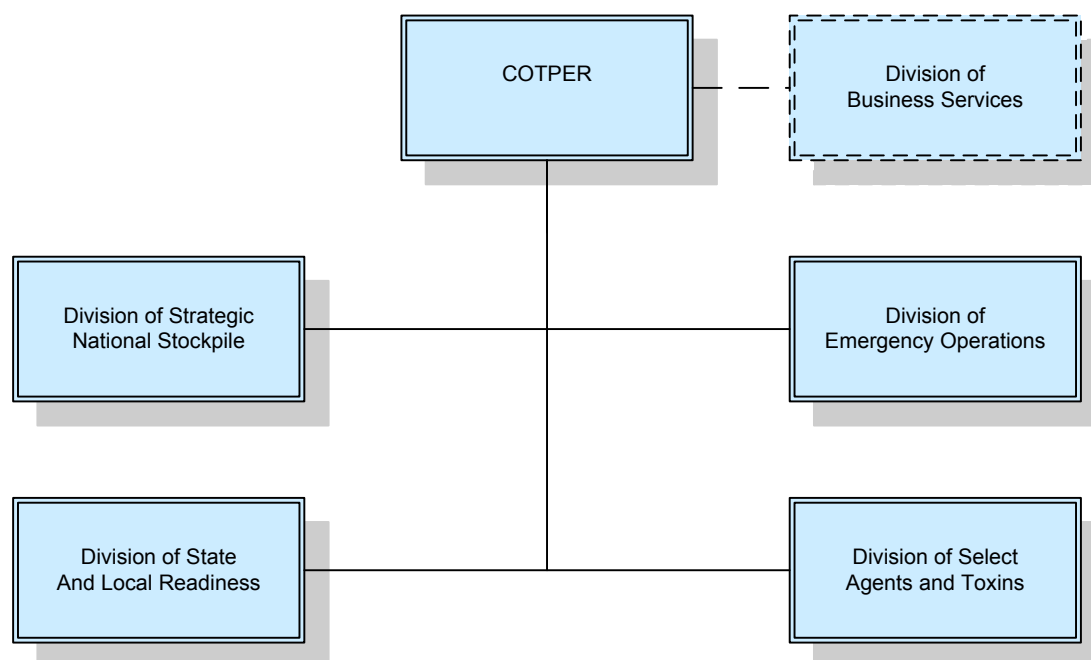 COTPER
Division of
Business Services
Division of Strategic
National Stockpile
Division of
Emergency Operations
Division of State
And Local Readiness
Division of Select
Agents and Toxins